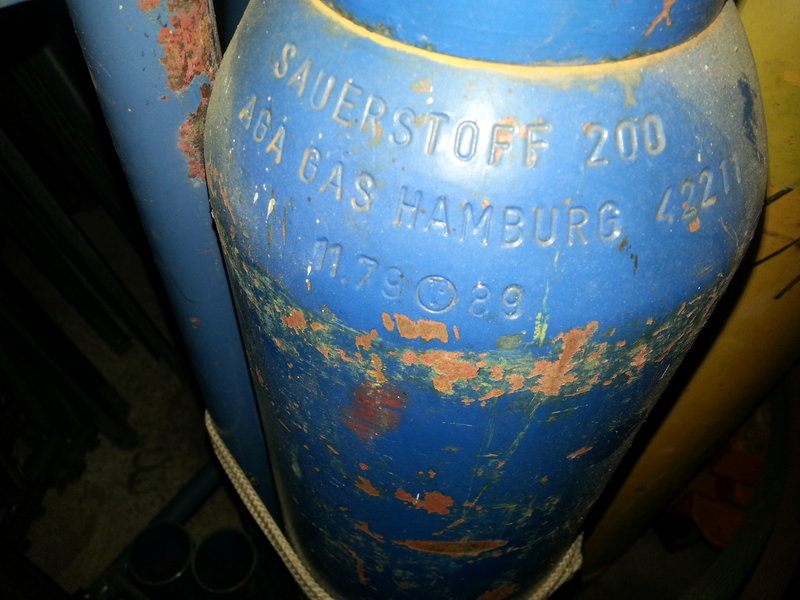 SAUERSTOFF 200
AGA GAS HAMBURG 42211
11.79 89